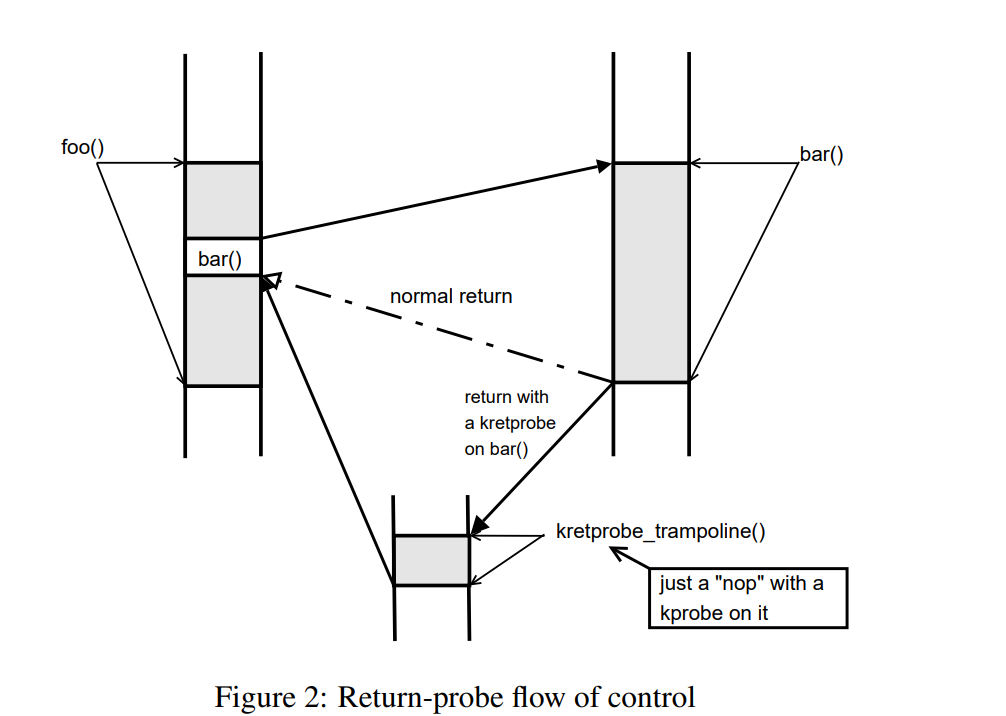 foo()
bar()
bar()
normal return
return with
a kretprobe
on bar()
kretprobe_trampoline()
just a "nop" with a
kprobe on it
Figure 2: Return-probe flow of control